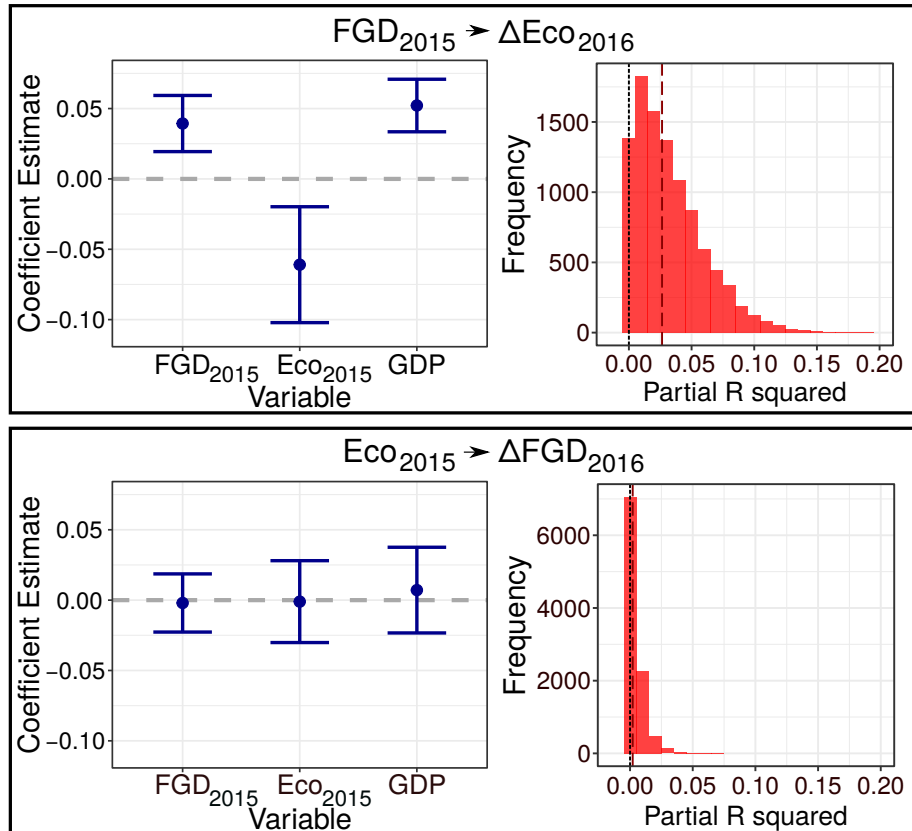 FGD2015 → ΔEco2016
Coefficient Estimate
0.05
0.00
−0.05
−0.10
FGD2015 Eco2015 GDP
Variable
Frequency
1500
1000
500
0
0.00 0.05 0.10 0.15 0.20
Partial R squared
Eco2015 → ΔFGD2016
Coefficient Estimate
0.05
0.00
−0.05
−0.10
FGD2015 Eco2015 GDP
Variable
Frequency
6000
4000
2000
0
0.00 0.05 0.10 0.15 0.20
Partial R squared